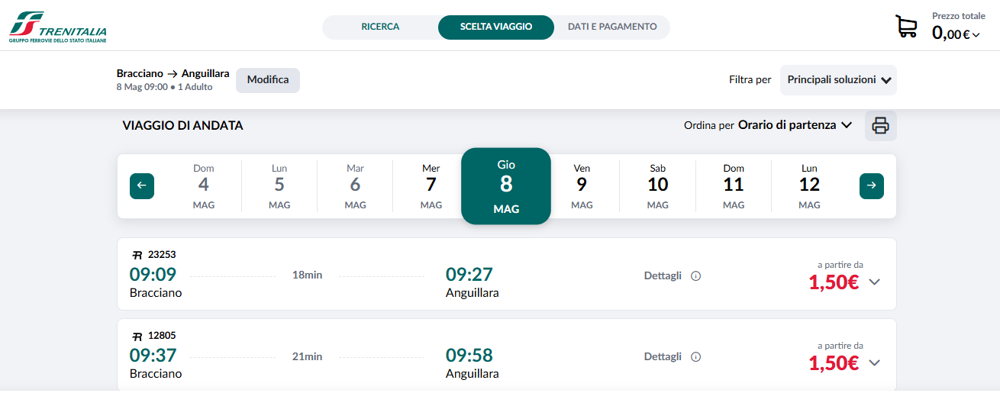 TRENITALIA
GRUPPO FERROVIE DELLO STATO ITALIANE
RICERCA
SCELTA VIAGGIO
DATI E PAGAMENTO
Prezzo totale
0,00 €
Bracciano → Anguillara
8 Mag 09:00 • 1 Adulto
Modifica
Filtra per
Principali soluzioni
VIAGGIO DI ANDATA
Ordina per Orario di partenza
Dom
4
MAG
Lun
5
MAG
Mar
6
MAG
Mer
7
MAG
Gio
8
MAG
Ven
9
MAG
Sab
10
MAG
Dom
11
MAG
Lun
12
MAG
R 23253
09:09
Bracciano
18min
09:27
Anguillara
Dettagli
a partire da
1,50€
R 12805
09:37
Bracciano
21min
09:58
Anguillara
Dettagli
a partire da
1,50€